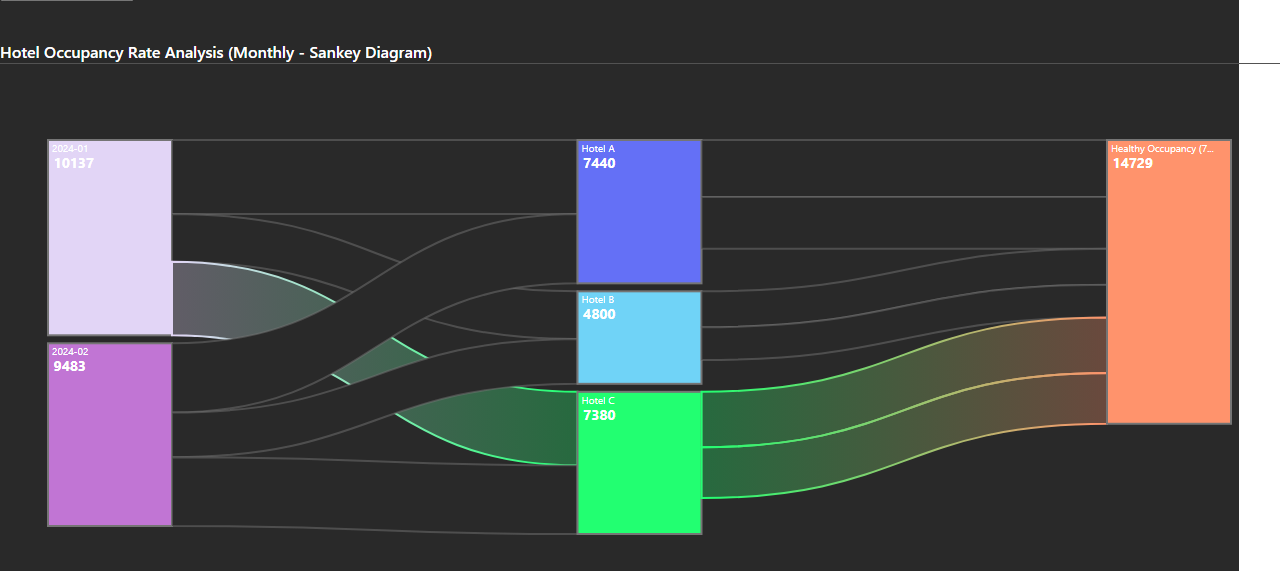 Hotel Occupancy Rate Analysis (Monthly - Sankey Diagram)
2024-01
10137
Hotel A
7440
Healthy Occupancy (7...
14729
Hotel B
4800
2024-02
9483
Hotel C
7380